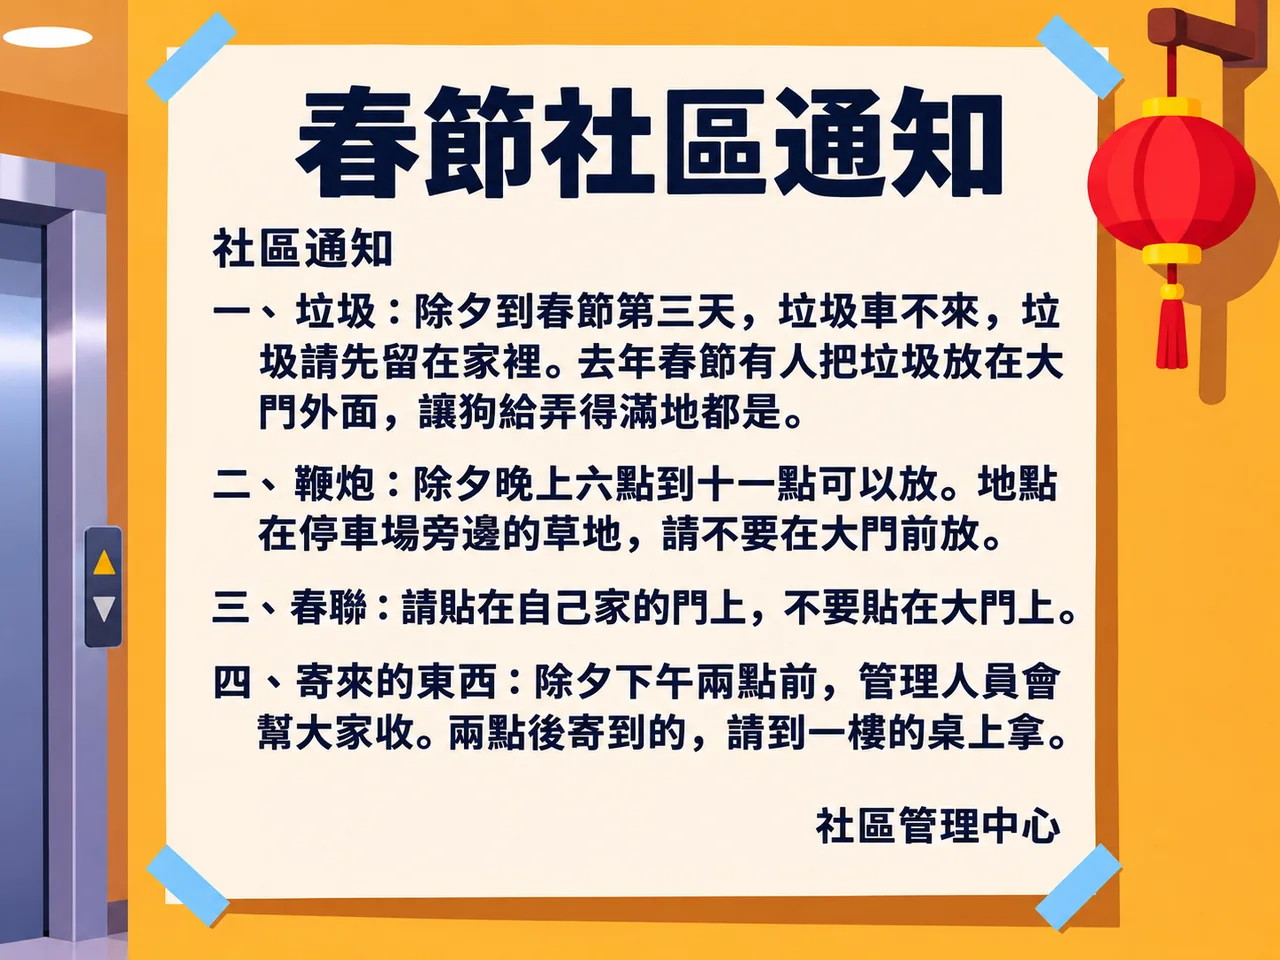 春節社區通知
社區通知
一、垃圾：除夕到春節第三天，垃圾車不來，垃
圾請先留在家裡。去年春節有人把垃圾放在大
門外面，讓狗給弄得滿地都是。
二、鞭炮：除夕晚上六點到十一點可以放。地點
在停車場旁邊的草地，請不要在大門前放。
三、春聯：請貼在自己家的門上，不要貼在大門上。
四、寄來的東西：除夕下午兩點前，管理人員會
幫大家收。兩點後寄到的，請到一樓的桌上拿。
社區管理中心